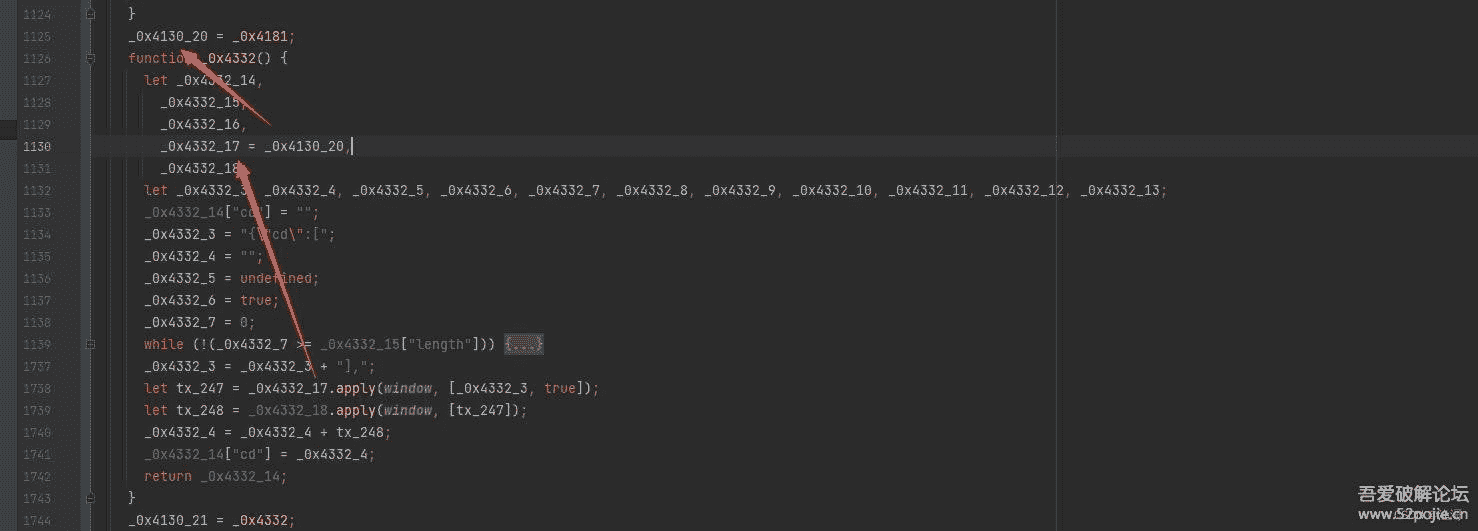 1124 }
1125 _0x4130_20 = _0x4181;
1126 function _0x4332() {
1127 let _0x4332_14,
1128 _0x4332_15,
1129 _0x4332_16,
1130 _0x4332_17 = _0x4130_20,
1131 _0x4332_18;
1132 let _0x4332_3, _0x4332_4, _0x4332_5, _0x4332_6, _0x4332_7, _0x4332_8, _0x4332_9, _0x4332_10, _0x4332_11, _0x4332_12, _0x4332_13;
1133 _0x4332_14["cd"] = "";
1134 _0x4332_3 = "{\"cd\":[";
1135 _0x4332_4 = "";
1136 _0x4332_5 = undefined;
1137 _0x4332_6 = true;
1138 _0x4332_7 = 0;
1139 while (!(_0x4332_7 >= _0x4332_15["length"])) {...}
1737 _0x4332_3 = _0x4332_3 + "],";
1738 let tx_247 = _0x4332_17.apply(window, [_0x4332_3, true]);
1739 let tx_248 = _0x4332_18.apply(window, [tx_247]);
1740 _0x4332_4 = _0x4332_4 + tx_248;
1741 _0x4332_14["cd"] = _0x4332_4;
1742 return _0x4332_14;
1743 }
1744 _0x4130_21 = _0x4332;
吾爱破解论坛
www.52pojie.cn